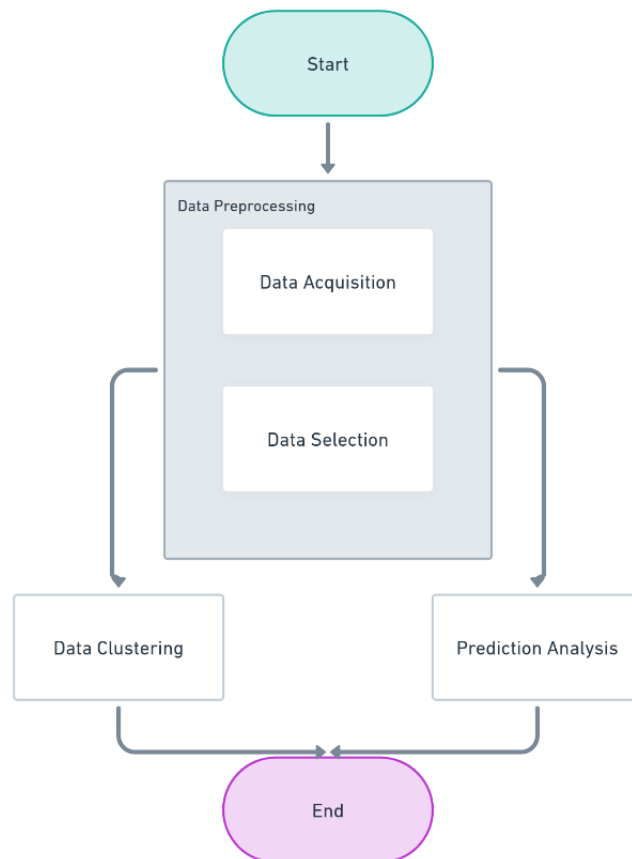 Start
Data Preprocessing
Data Acquisition
Data Selection
Data Clustering
Prediction Analysis
End